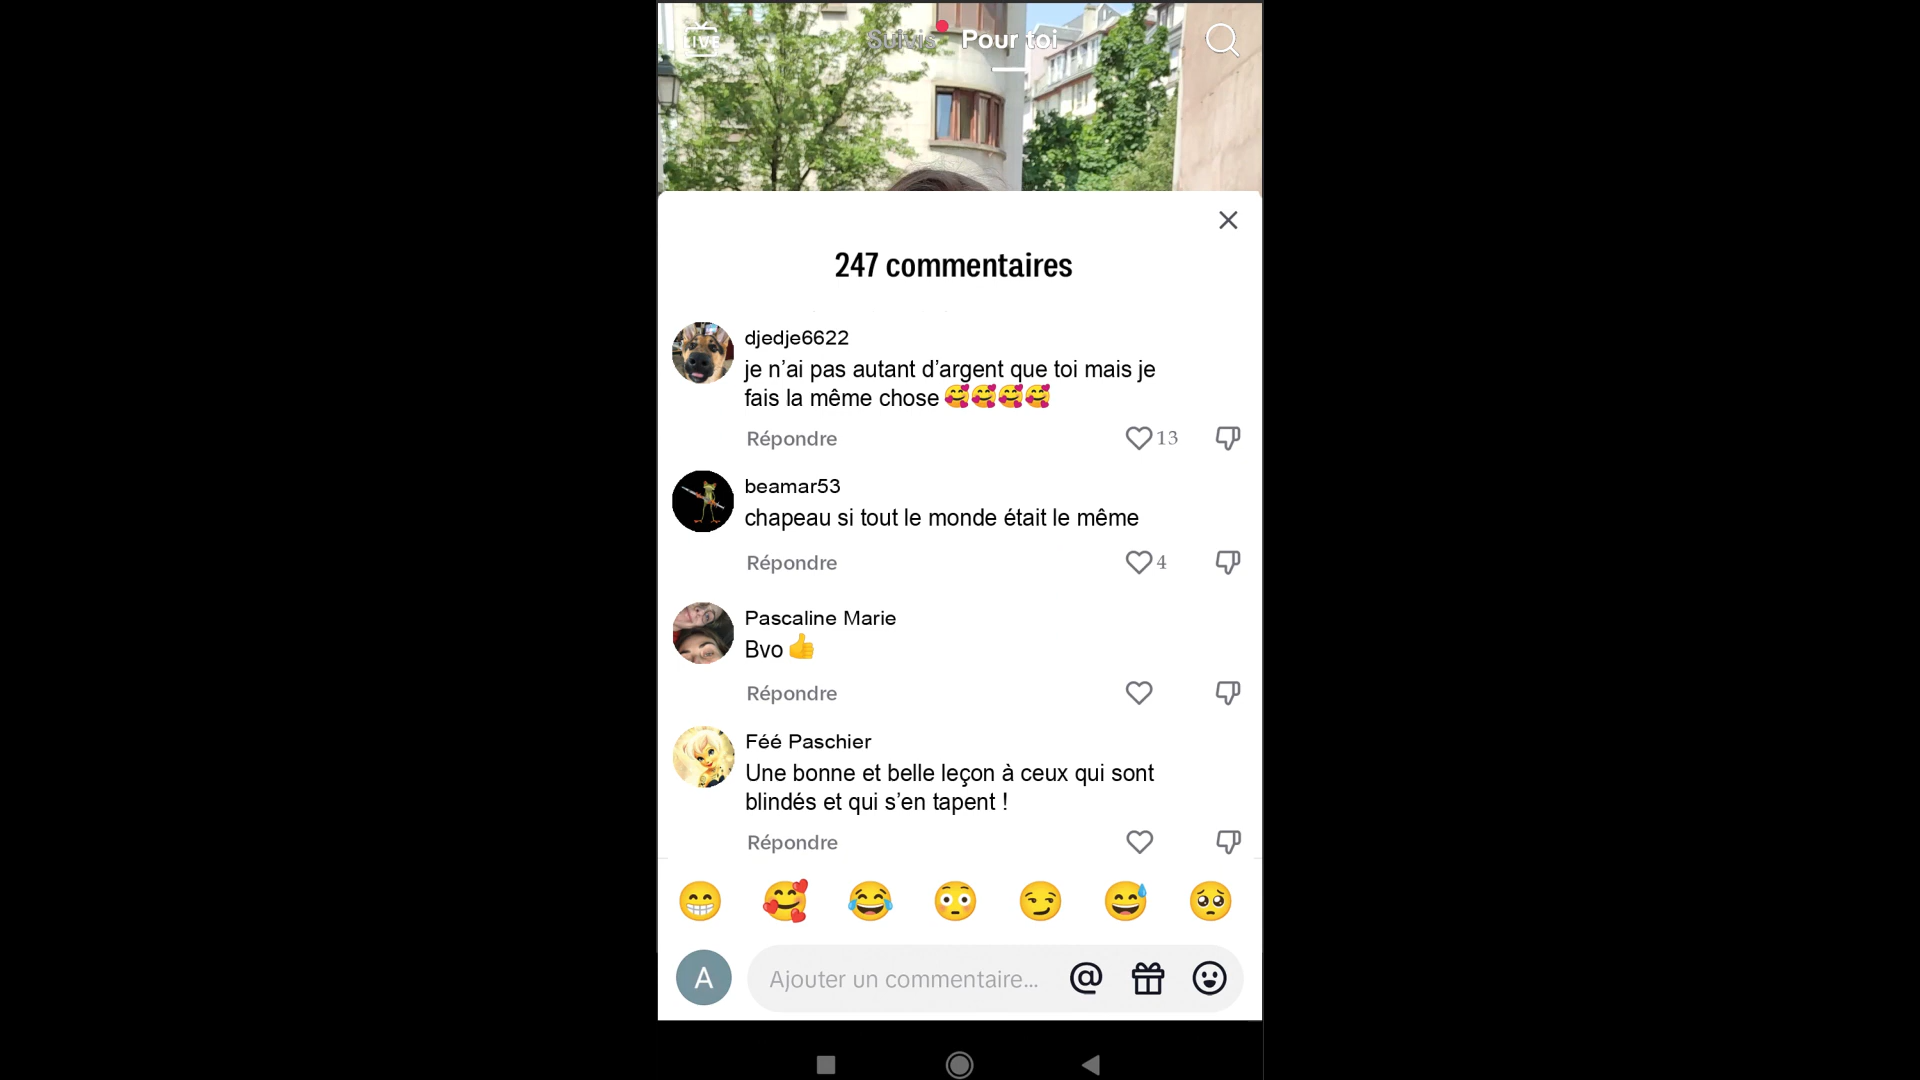 LIVE
Suivis Pour toi
247 commentaires
djedje6622
je n’ai pas autant d’argent que toi mais je
fais la même chose 🥰🥰🥰🥰
Répondre 13
beamar53
chapeau si tout le monde était le même
Répondre 4
Pascaline Marie
Bvo 👍
Répondre
Féé Paschier
Une bonne et belle leçon à ceux qui sont
blindés et qui s’en tapent !
Répondre
A Ajouter un commentaire...